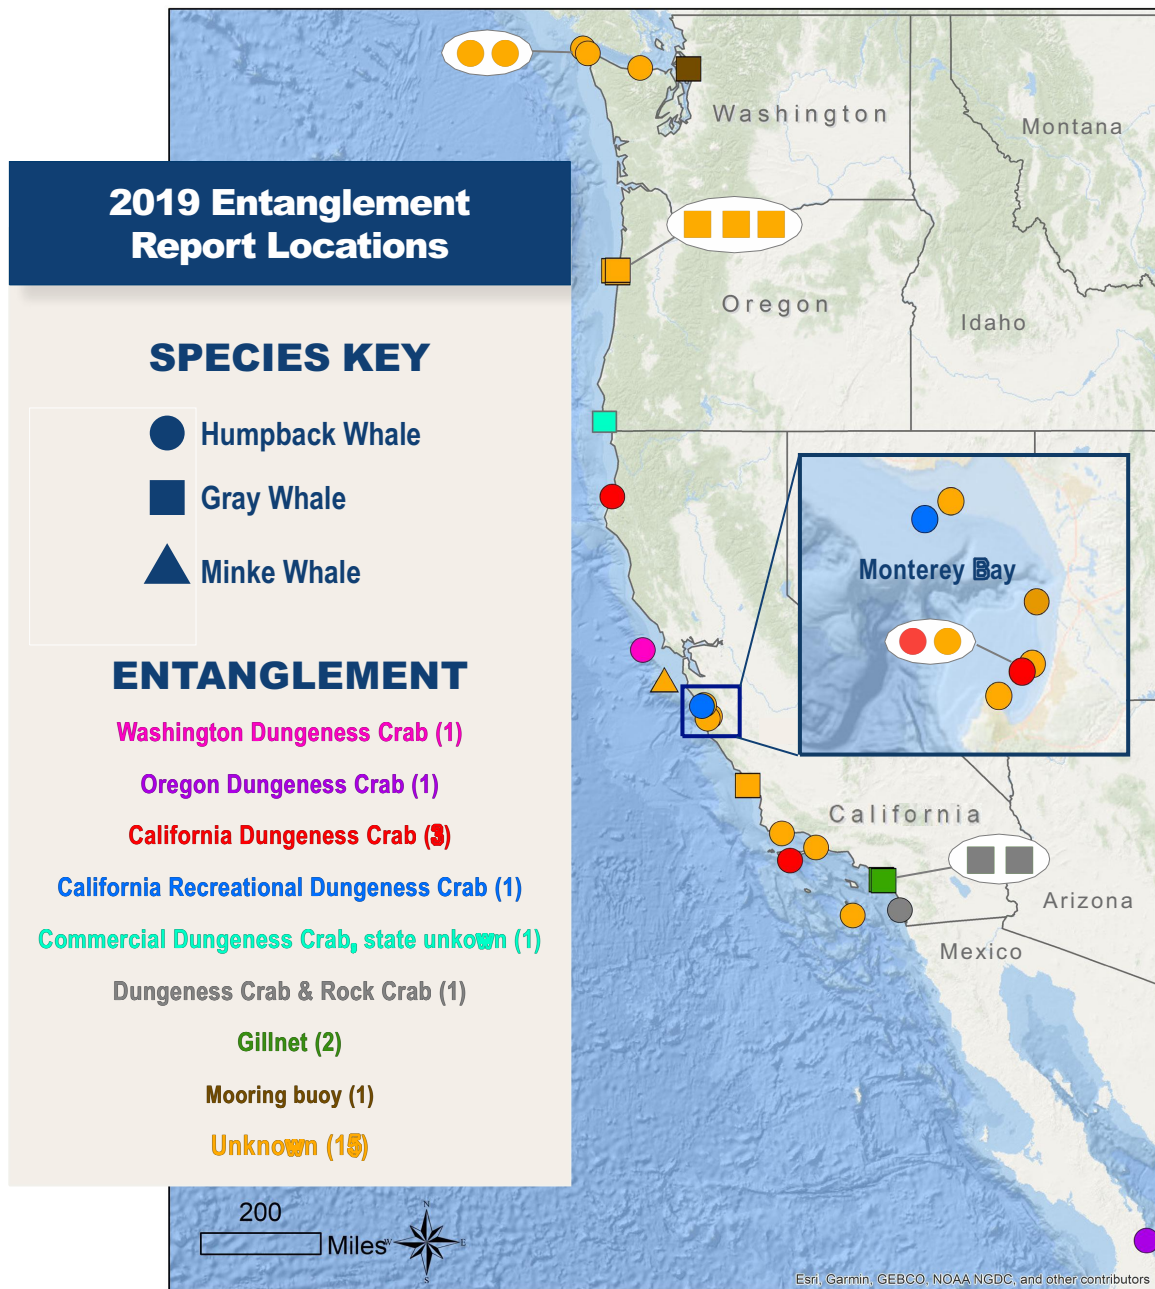 2019 Entanglement
Report Locations
SPECIES KEY
Humpback Whale
Gray Whale
Minke Whale
ENTANGLEMENT
Washington Dungeness Crab (1)
Oregon Dungeness Crab (1)
California Dungeness Crab (3)
California Recreational Dungeness Crab (1)
Commercial Dungeness Crab, state unkown (1)
Dungeness Crab & Rock Crab (1)
Gillnet (2)
Mooring buoy (1)
Unknown
Washington
Montana
Oregon
Idaho
Monterey Bay
California
Arizona
Mexico
200
Miles
N
W
E
S
Esri, Garmin, GEBCO, NOAA NGDC, and other contributors